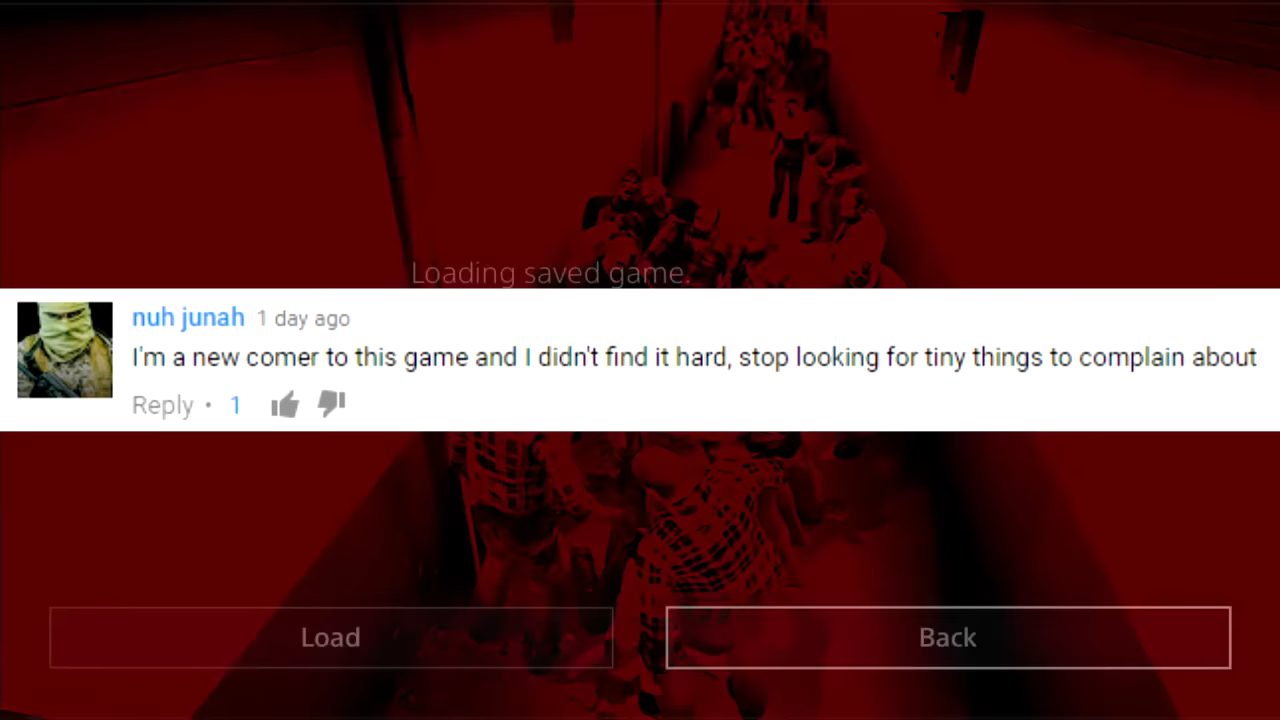 Loading saved game.
nuh junah 1 day ago
I'm a new comer to this game and I didn't find it hard, stop looking for tiny things to complain about
Reply • 1
Load
Back